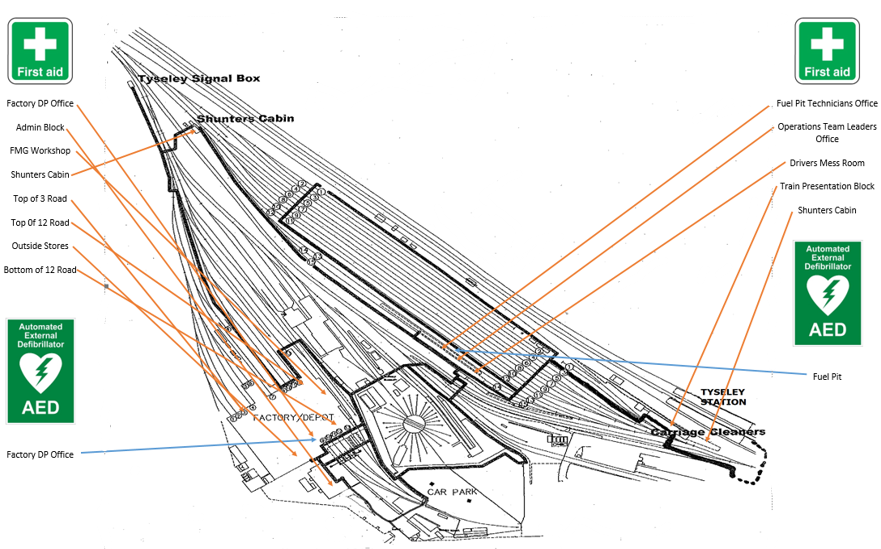 First aid
First aid
Tyseley Signal Box
Shunters Cabin
Factory DP Office
Admin Block
FMG Workshop
Shunters Cabin
Top of 3 Road
Top 0f 12 Road
Outside Stores
Bottom of 12 Road
Fuel Pit Technicians Office
Operations Team Leaders
Office
Drivers Mess Room
Train Presentation Block
Shunters Cabin
Automated
External
Defibrillator
AED
Automated
External
Defibrillator
AED
Fuel Pit
TYSELEY
STATION
Carriage Cleaners
FACTORY/DEPOT
Factory DP Office
CAR PARK